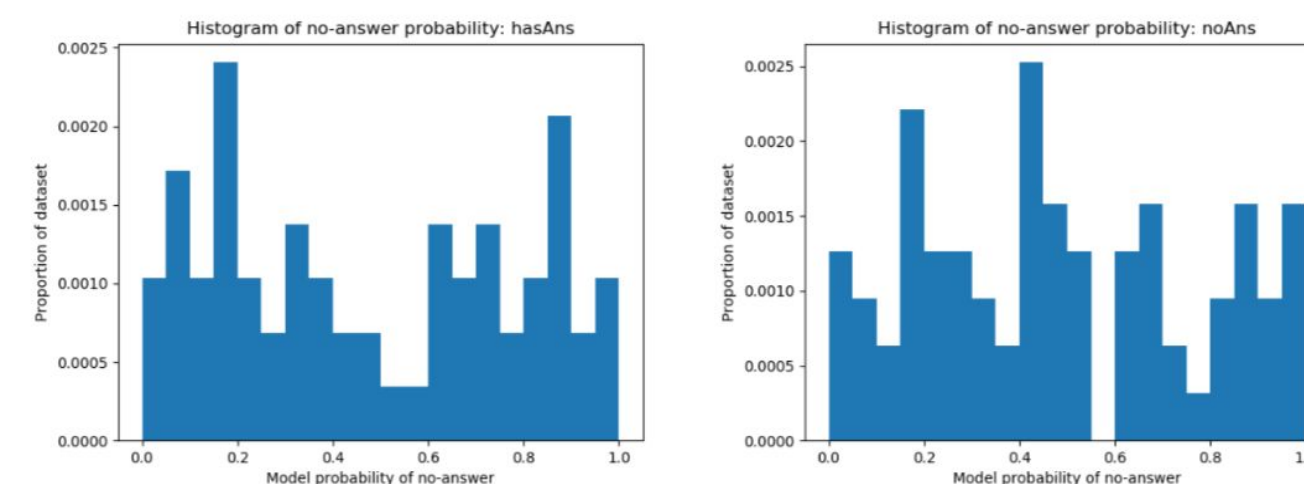 Histogram of no-answer probability: hasAns
0.0025
0.0020
0.0015
0.0010
0.0005
0.0000
Proportion of dataset
0.0 0.2 0.4 0.6 0.8 1.0
Model probability of no-answer
Histogram of no-answer probability: noAns
0.0025
0.0020
0.0015
0.0010
0.0005
0.0000
Proportion of dataset
0.0 0.2 0.4 0.6 0.8
Model probability of no-answer